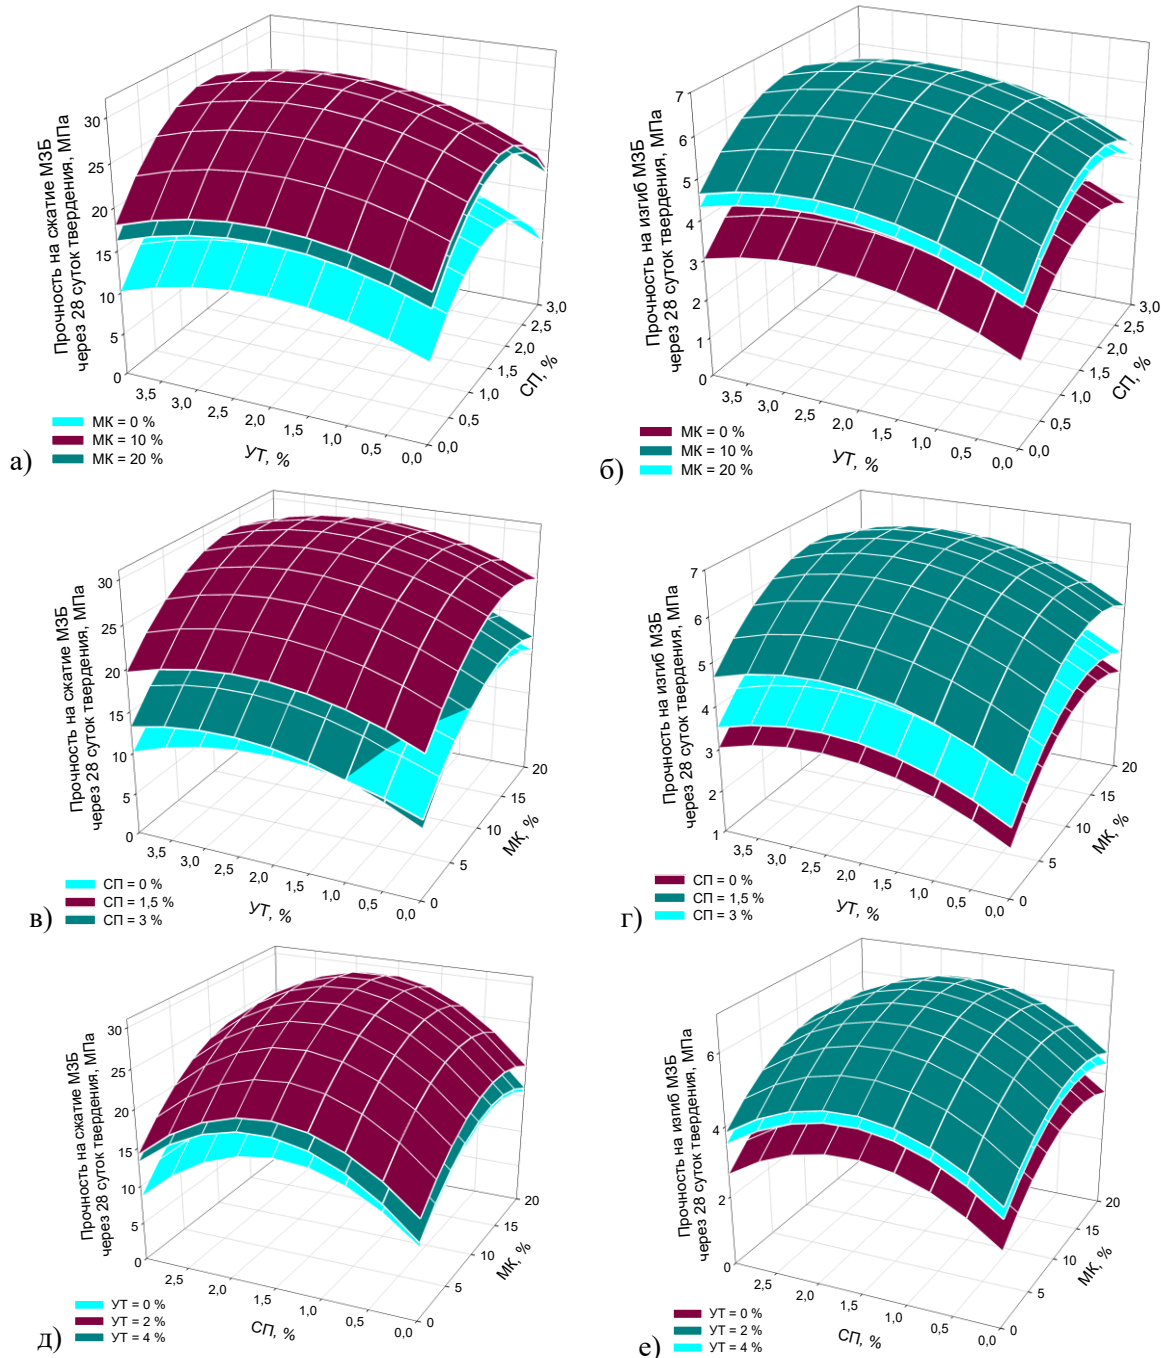 Прочность на сжатие МЗБ
через 28 суток твердения, МПа
30
25
20
15
10
5
0
3,5
3,0
2,5
2,0
1,5
1,0
0,5
0,0
УТ, %
0,0
0,5
1,0
1,5
2,0
2,5
3,0
СП, %
МК = 0 %
МК = 10 %
МК = 20 %
а)
Прочность на изгиб МЗБ
через 28 суток твердения, МПа
7
6
5
4
3
2
1
0
3,5
3,0
2,5
2,0
1,5
1,0
0,5
0,0
УТ, %
0,0
0,5
1,0
1,5
2,0
2,5
3,0
СП, %
МК = 0 %
МК = 10 %
МК = 20 %
б)
Прочность на сжатие МЗБ
через 28 суток твердения, МПа
30
25
20
15
10
5
0
3,5
3,0
2,5
2,0
1,5
1,0
0,5
0,0
УТ, %
0
5
10
15
20
МК, %
СП = 0 %
СП = 1,5 %
СП = 3 %
в)
Прочность на изгиб МЗБ
через 28 суток твердения, МПа
7
6
5
4
3
2
1
3,5
3,0
2,5
2,0
1,5
1,0
0,5
0,0
УТ, %
0
5
10
15
20
МК, %
СП = 0 %
СП = 1,5 %
СП = 3 %
г)
Прочность на сжатие МЗБ
через 28 суток твердения, МПа
30
25
20
15
10
5
0
2,5
2,0
1,5
1,0
0,5
0,0
СП, %
0
5
10
15
20
МК, %
УТ = 0 %
УТ = 2 %
УТ = 4 %
д)
Прочность на изгиб МЗБ
через 28 суток твердения, МПа
6
4
2
0
2,5
2,0
1,5
1,0
0,5
0,0
СП, %
0
5
10
15
20
МК, %
УТ = 0 %
УТ = 2 %
УТ = 4 %
е)